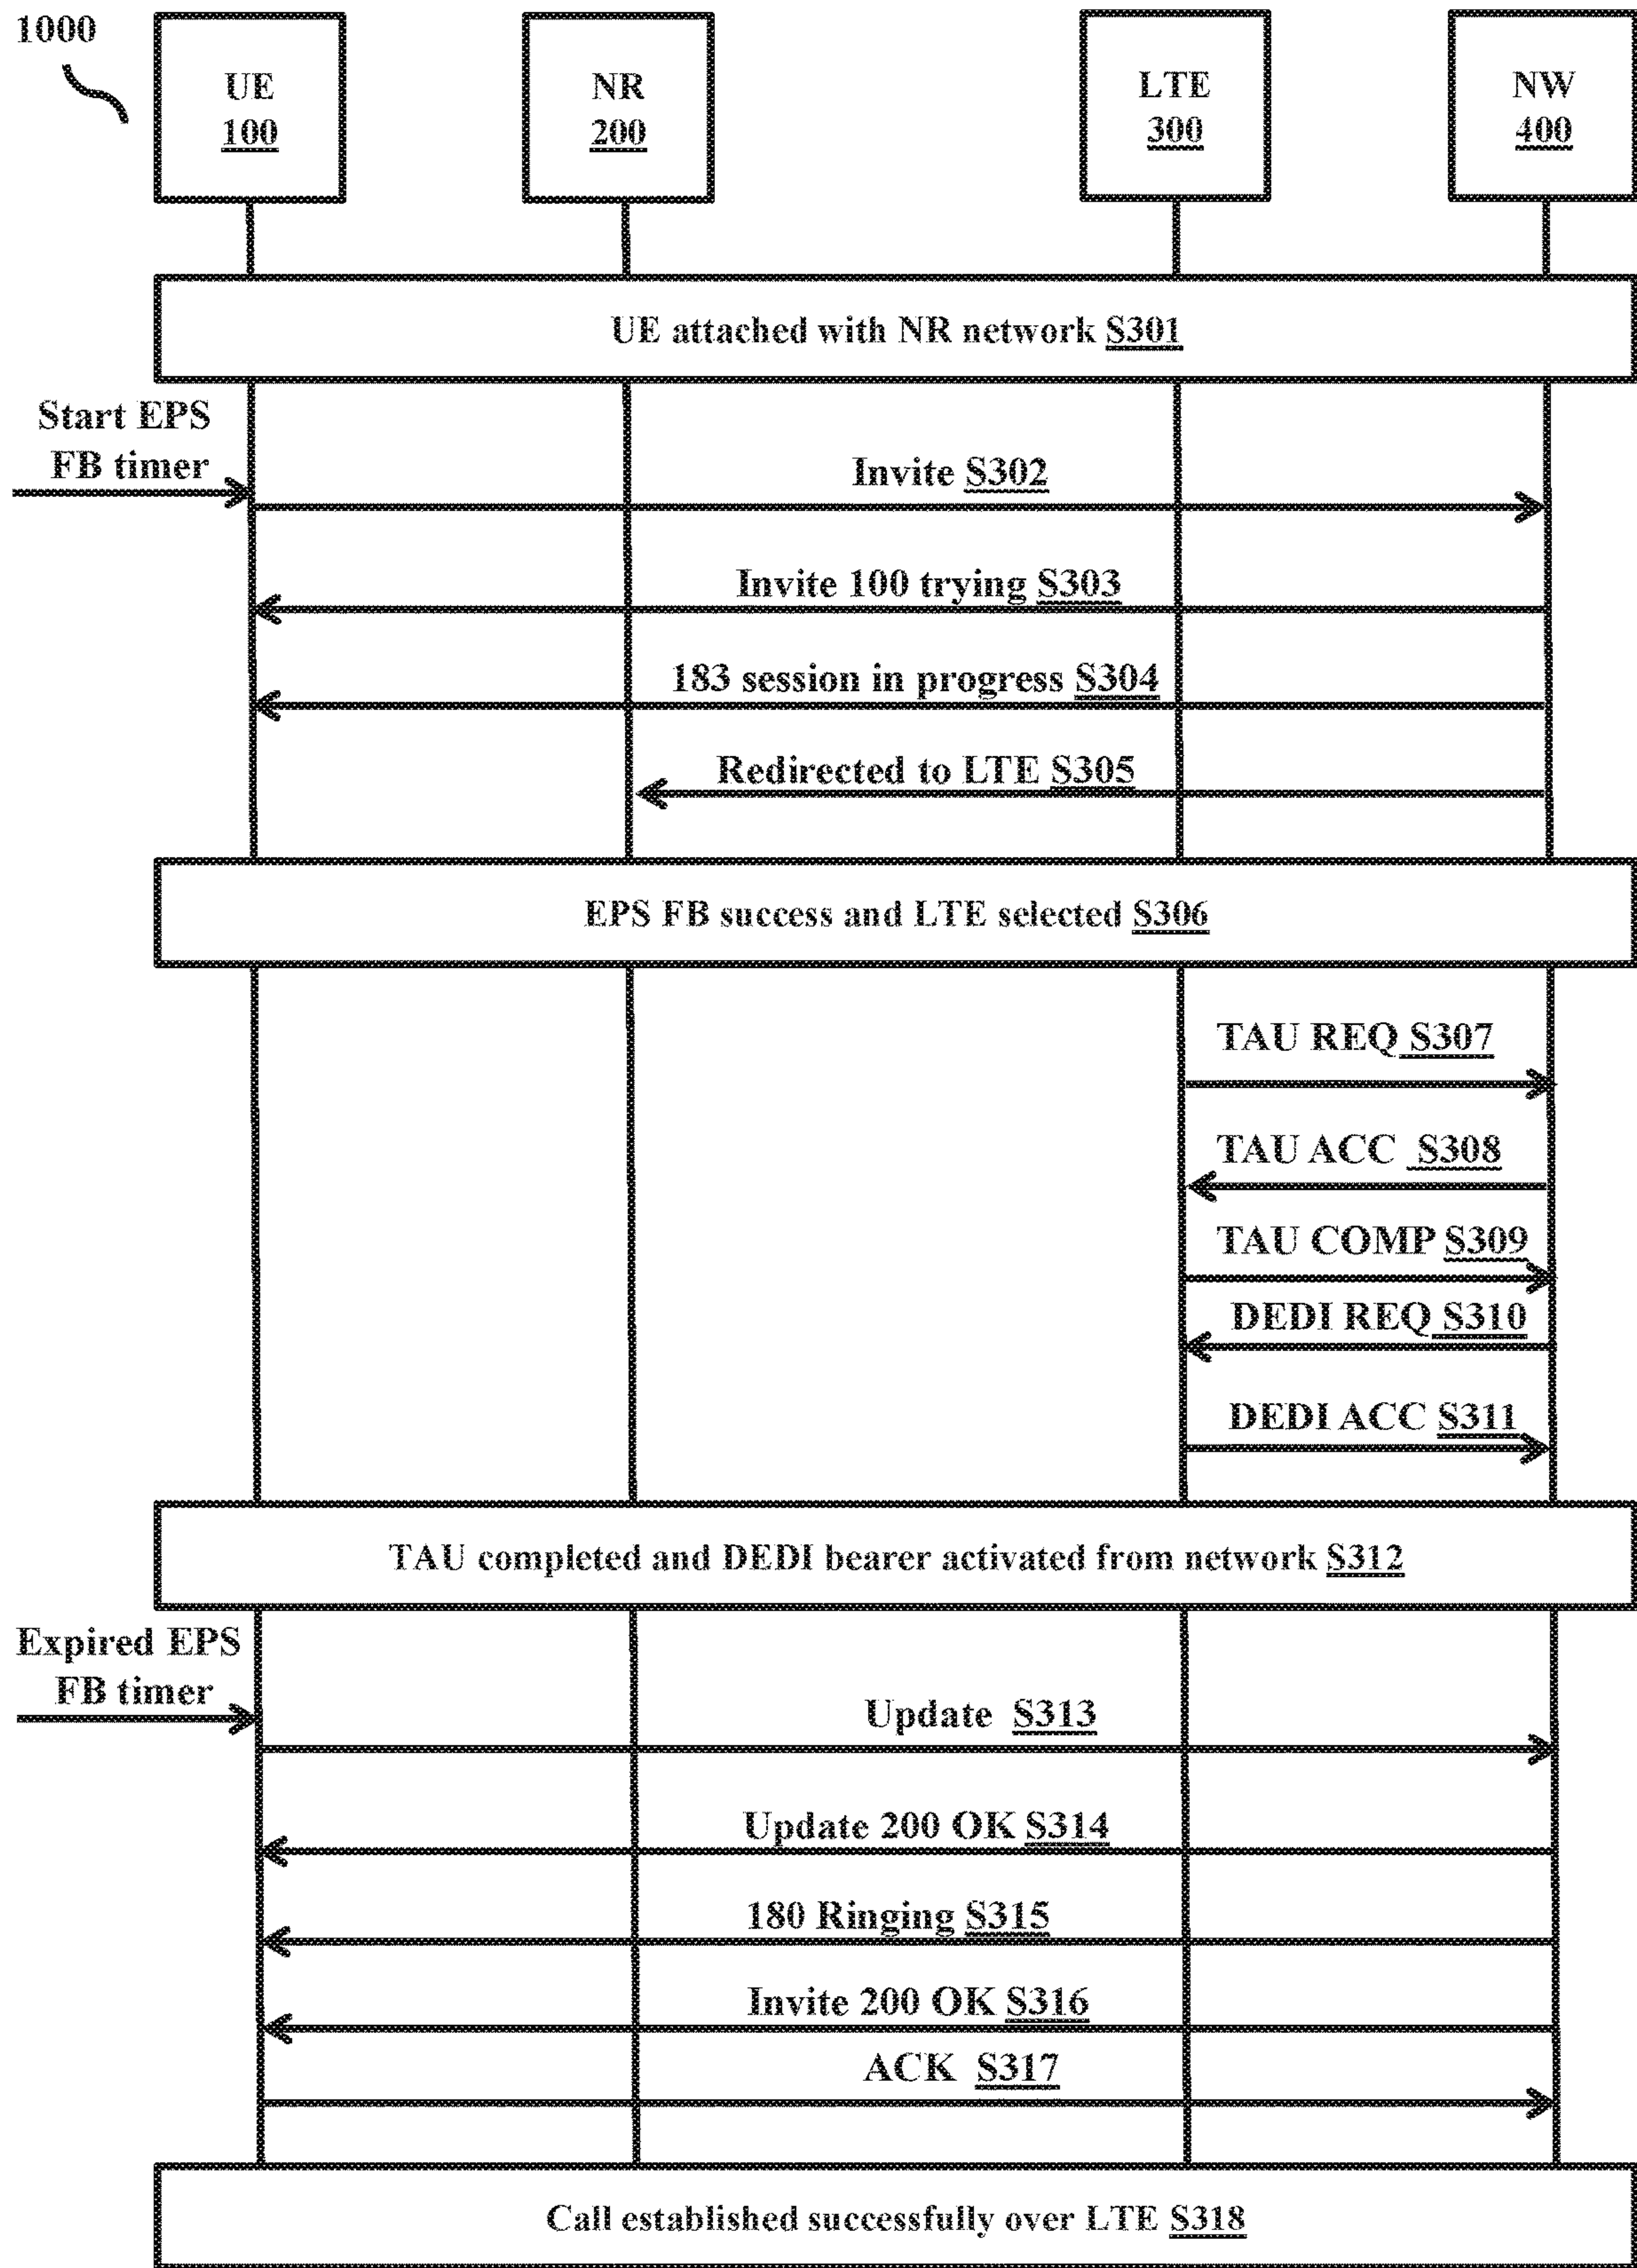 1000
UE
100
NR
200
LTE
300
NW
400
UE attached with NR network S301
Start EPS
FB timer
Invite S302
Invite 100 trying S303
183 session in progress S304
Redirected to LTE S305
EPS FB success and LTE selected S306
TAU REQ S307
TAU ACC S308
TAU COMP S309
DEDI REQ S310
DEDI ACC S311
TAU completed and DEDI bearer activated from network S312
Expired EPS
FB timer
Update S313
Update 200 OK S314
180 Ringing S315
Invite 200 OK S316
ACK S317
Call established successfully over LTE S318